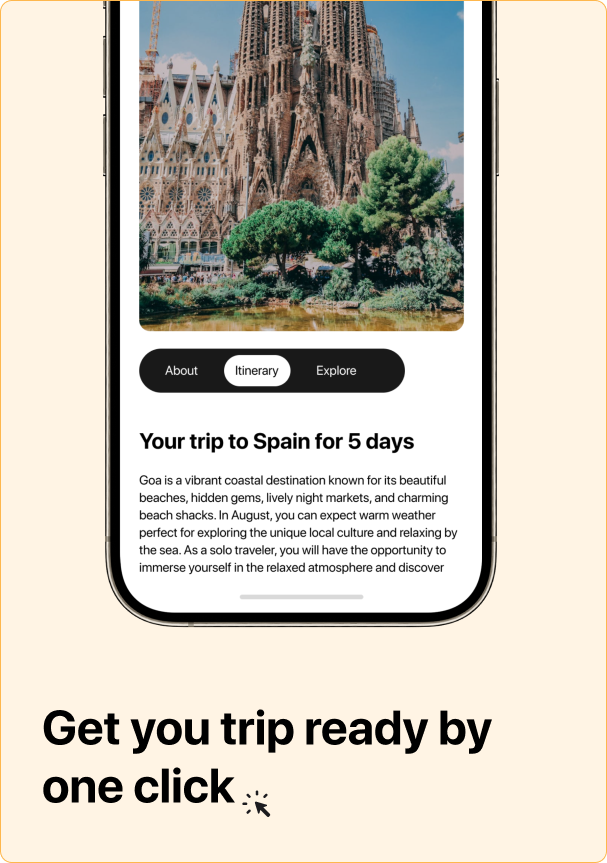 About
Itinerary
Explore
Your trip to Spain for 5 days
Goa is a vibrant coastal destination known for its beautiful
beaches, hidden gems, lively night markets, and charming
beach shacks. In August, you can expect warm weather
perfect for exploring the unique local culture and relaxing by
the sea. As a solo traveler, you will have the opportunity to
immerse yourself in the relaxed atmosphere and discover
Get you trip ready by
one click